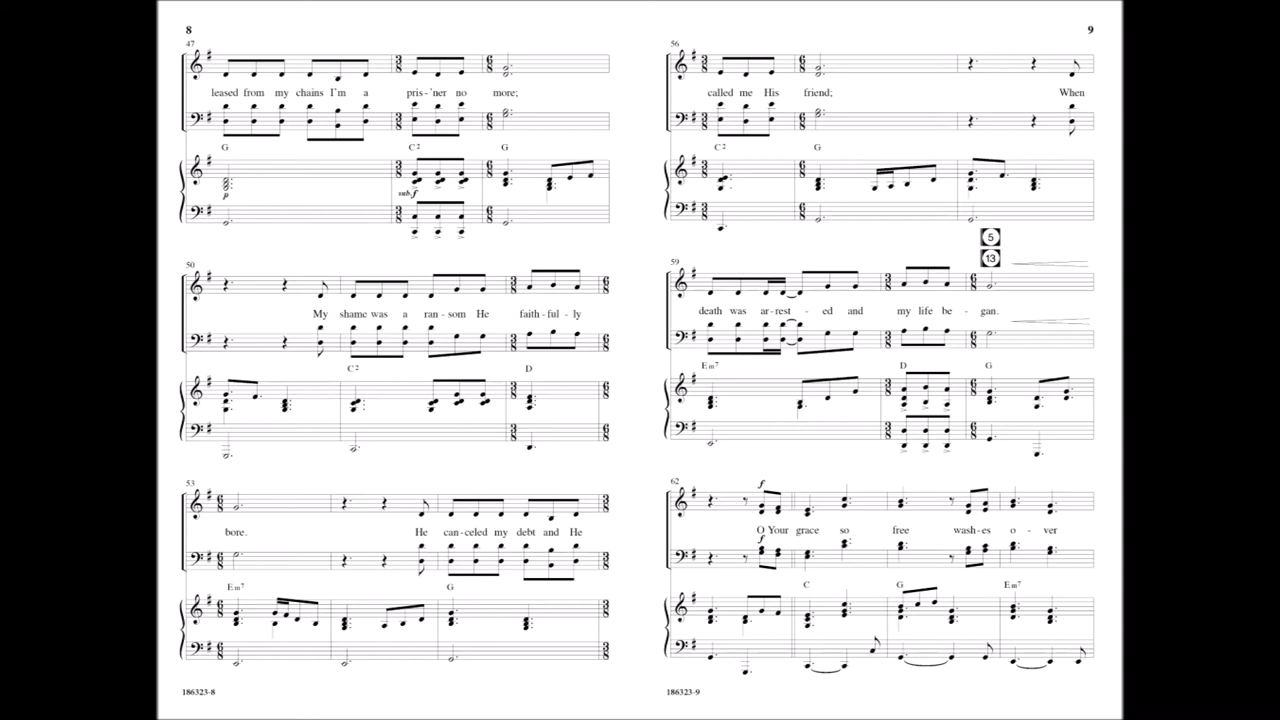 8
47
leased from my chains I'm a pris-'ner no more;
G C2 G
p sub. f
50
My shame was a ran-som He faith-ful-ly
C2 D
53
bore. He can-celed my debt and He
Em7 G
186323-8
9
56
called me His friend; When
C2 G
5
13
59
death was ar-rest-ed and my life be-gan.
Em7 D G
62
f
O Your grace so free wash-es o-ver
f
C G Em7
186323-9